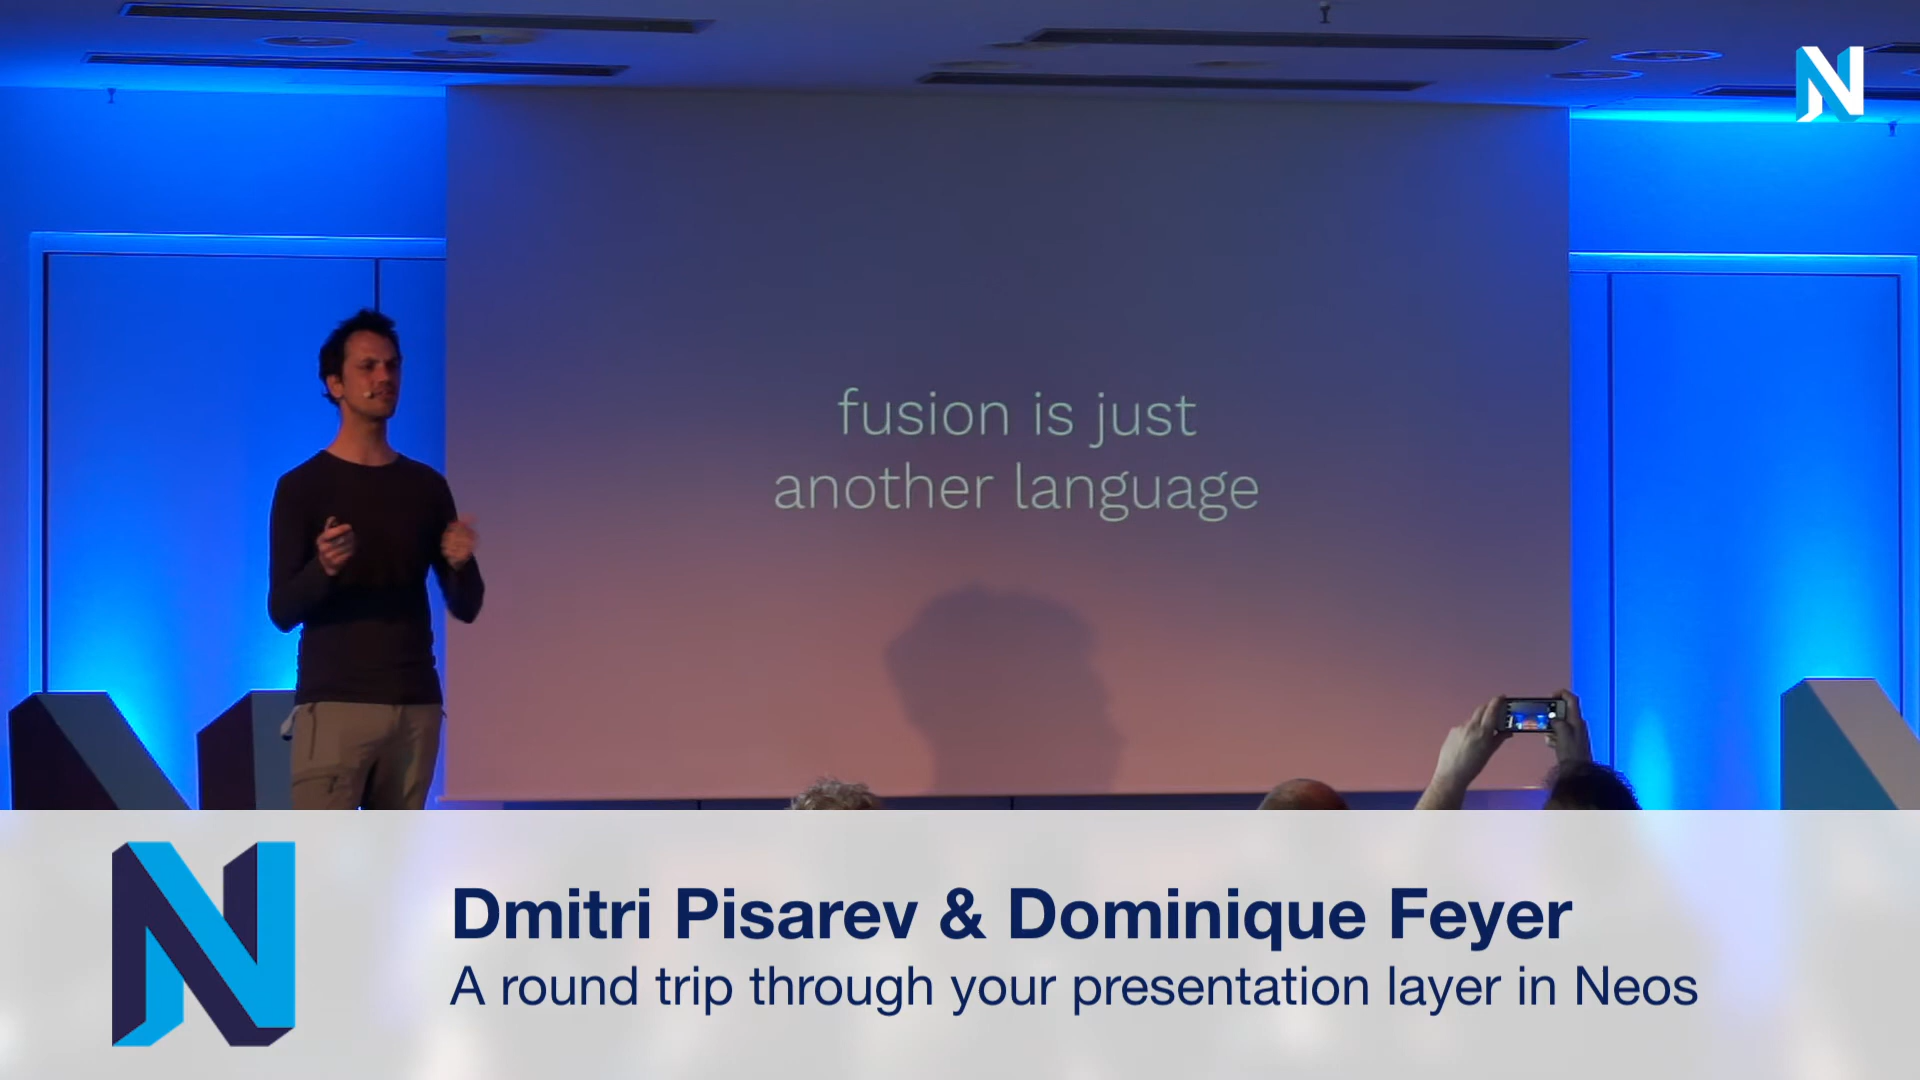 fusion is just
another language
Dmitri Pisarev & Dominique Feyer
A round trip through your presentation layer in Neos